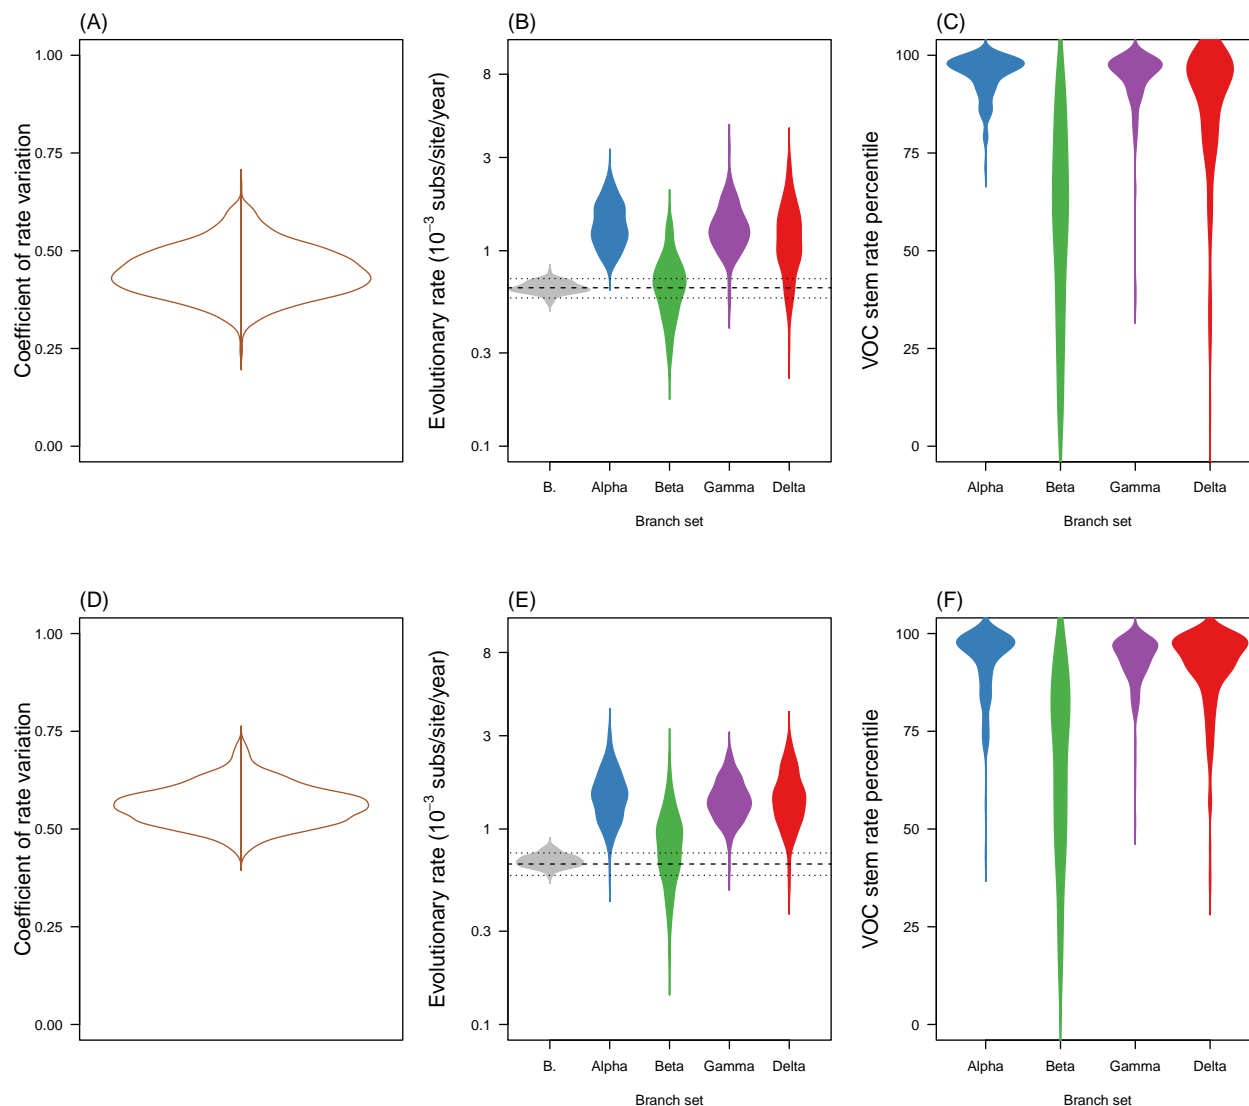 (A)
Coefficient of rate variation
1.00
0.75
0.50
0.25
0.00
(B)
Evolutionary rate (10⁻³ subs/site/year)
8
3
1
0.3
0.1
B. Alpha Beta Gamma Delta
Branch set
(C)
VOC stem rate percentile
100
75
50
25
0
Alpha Beta Gamma Delta
Branch set
(D)
Coefficient of rate variation
1.00
0.75
0.50
0.25
0.00
(E)
Evolutionary rate (10⁻³ subs/site/year)
8
3
1
0.3
0.1
B. Alpha Beta Gamma Delta
Branch set
(F)
VOC stem rate percentile
100
75
50
25
0
Alpha Beta Gamma Delta
Branch set